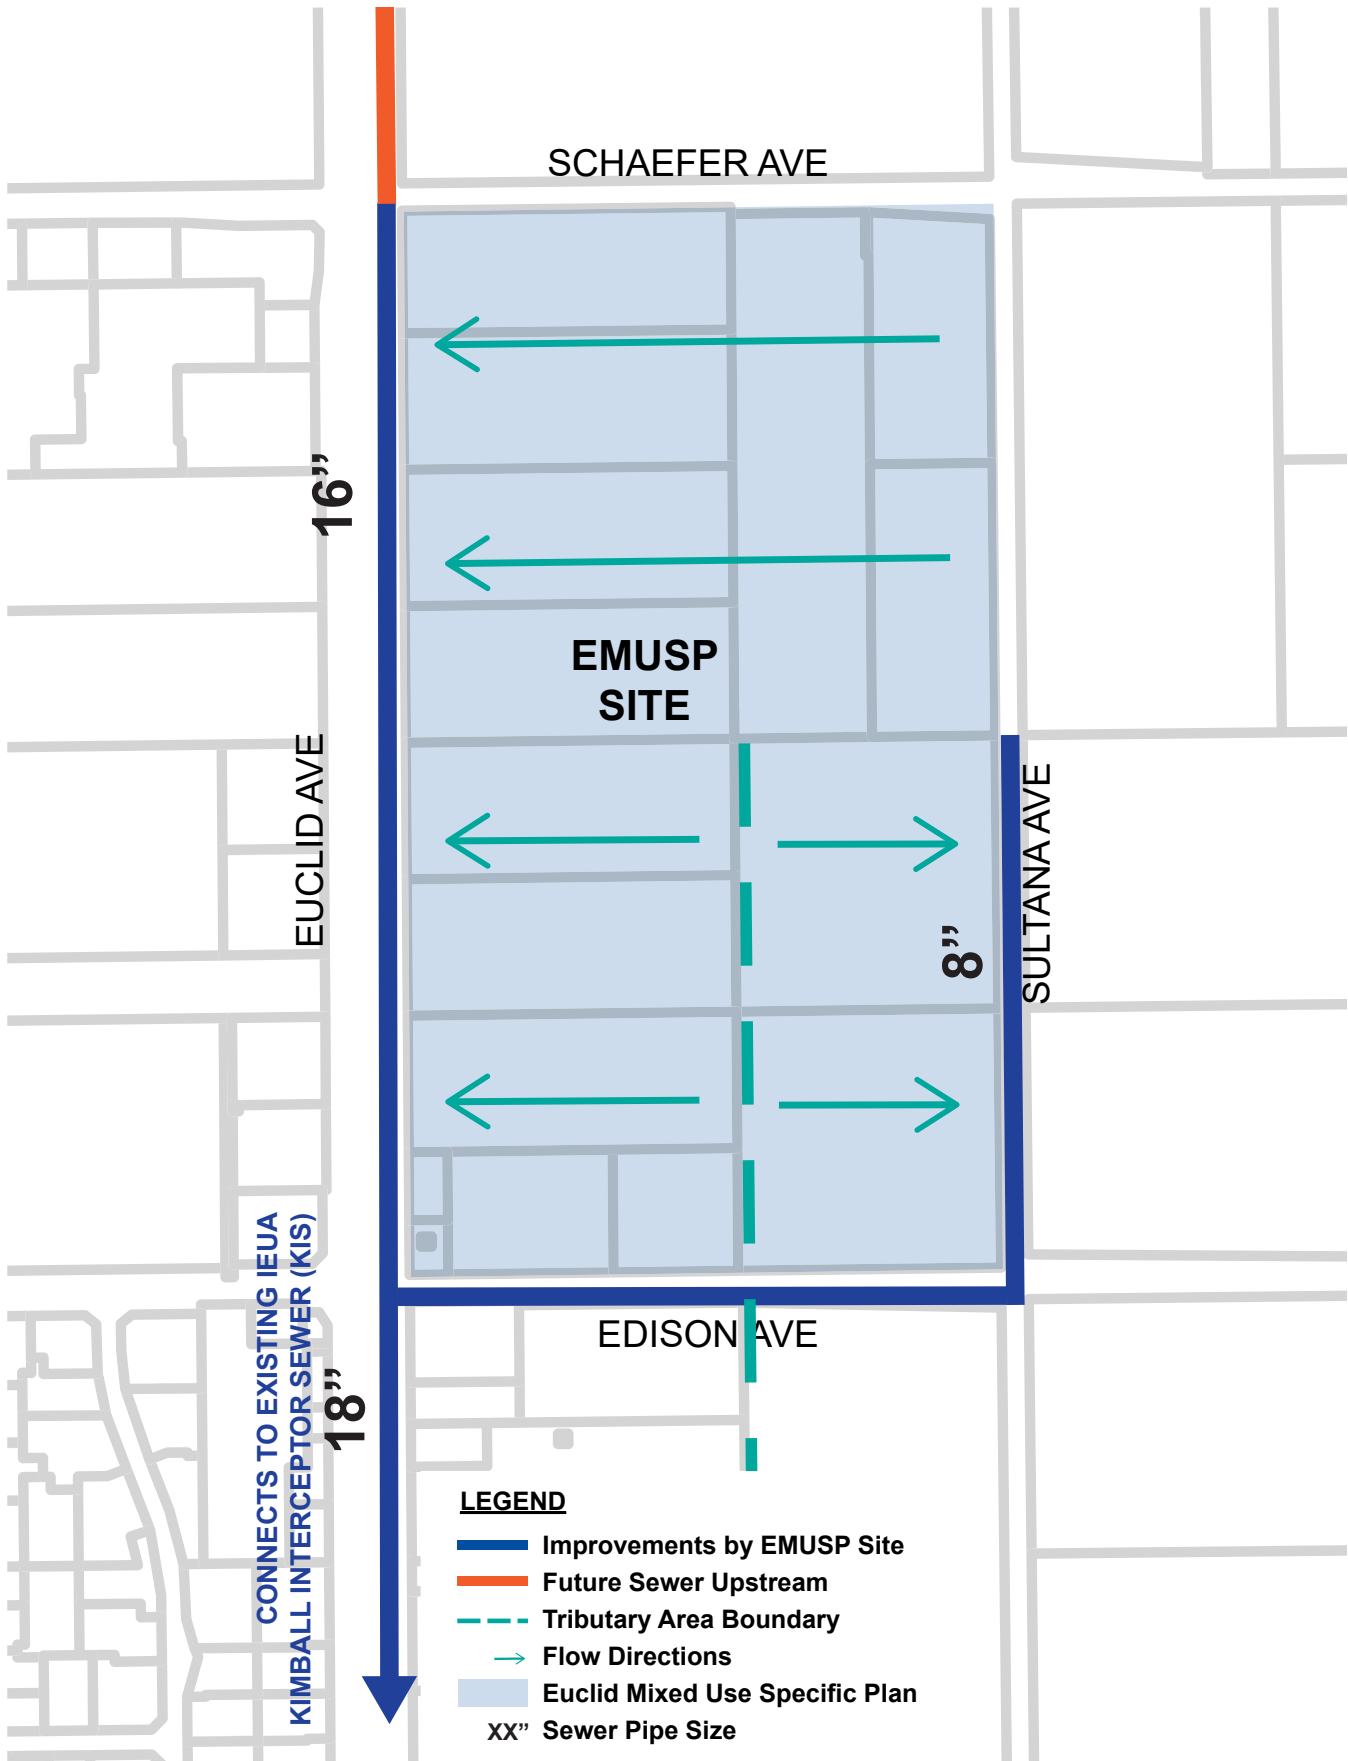 SCHAEFER AVE
16”
EMUSP
SITE
EUCLID AVE
SULTANA AVE
8”
EDISON AVE
CONNECTS TO EXISTING IEUA
KIMBALL INTERCEPTOR SEWER (KIS)
18”
LEGEND
Improvements by EMUSP Site
Future Sewer Upstream
Tributary Area Boundary
Flow Directions
Euclid Mixed Use Specific Plan
XX” Sewer Pipe Size